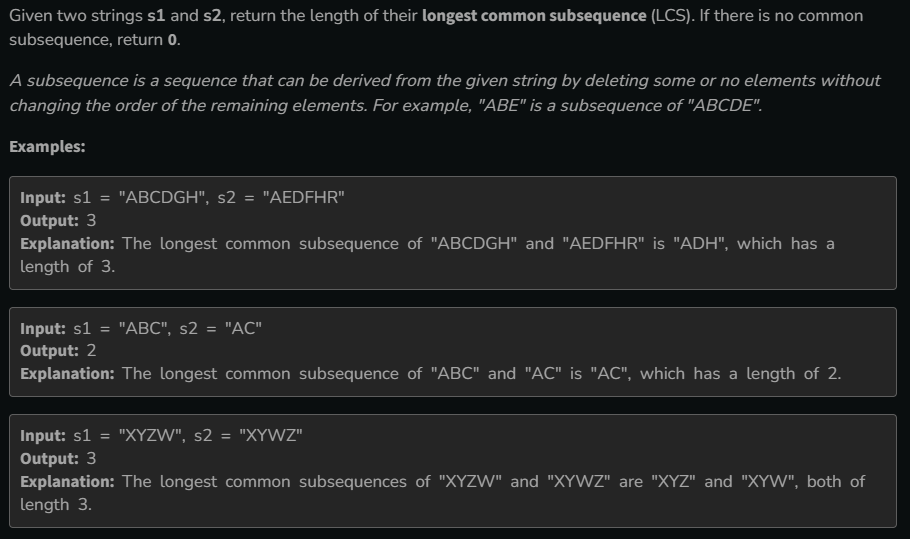 Given two strings s1 and s2, return the length of their longest common subsequence (LCS). If there is no common
subsequence, return 0.
A subsequence is a sequence that can be derived from the given string by deleting some or no elements without
changing the order of the remaining elements. For example, "ABE" is a subsequence of "ABCDE".
Examples:
Input: s1 = "ABCDGH", s2 = "AEDFHR"
Output: 3
Explanation: The longest common subsequence of "ABCDGH" and "AEDFHR" is "ADH", which has a
length of 3.
Input: s1 = "ABC", s2 = "AC"
Output: 2
Explanation: The longest common subsequence of "ABC" and "AC" is "AC", which has a length of 2.
Input: s1 = "XYZW", s2 = "XYWZ"
Output: 3
Explanation: The longest common subsequences of "XYZW" and "XYWZ" are "XYZ" and "XYW", both of
length 3.